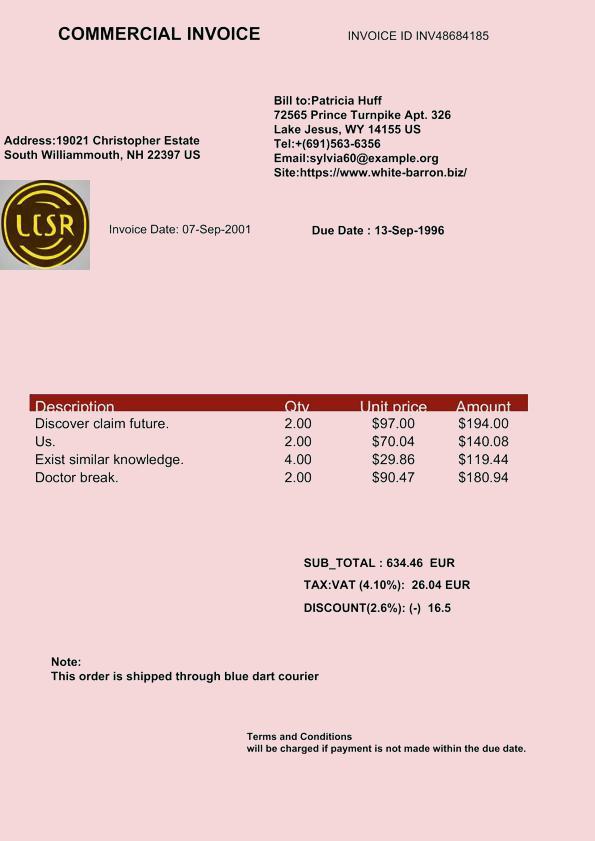 COMMERCIAL INVOICE
INVOICE ID INV48684185
Bill to:Patricia Huff
72565 Prince Turnpike Apt. 326
Lake Jesus, WY 14155 US
Tel:+(691)563-6356
Email:sylvia60@example.org
Site:https://www.white-barron.biz/
Address:19021 Christopher Estate
South Williammouth, NH 22397 US
LCSR
Invoice Date: 07-Sep-2001
Due Date : 13-Sep-1996
Description Qty Unit price Amount
Discover claim future. 2.00 $97.00 $194.00
Us. 2.00 $70.04 $140.08
Exist similar knowledge. 4.00 $29.86 $119.44
Doctor break. 2.00 $90.47 $180.94
SUB_TOTAL : 634.46 EUR
TAX:VAT (4.10%): 26.04 EUR
DISCOUNT(2.6%): (-) 16.5
Note:
This order is shipped through blue dart courier
Terms and Conditions
will be charged if payment is not made within the due date.